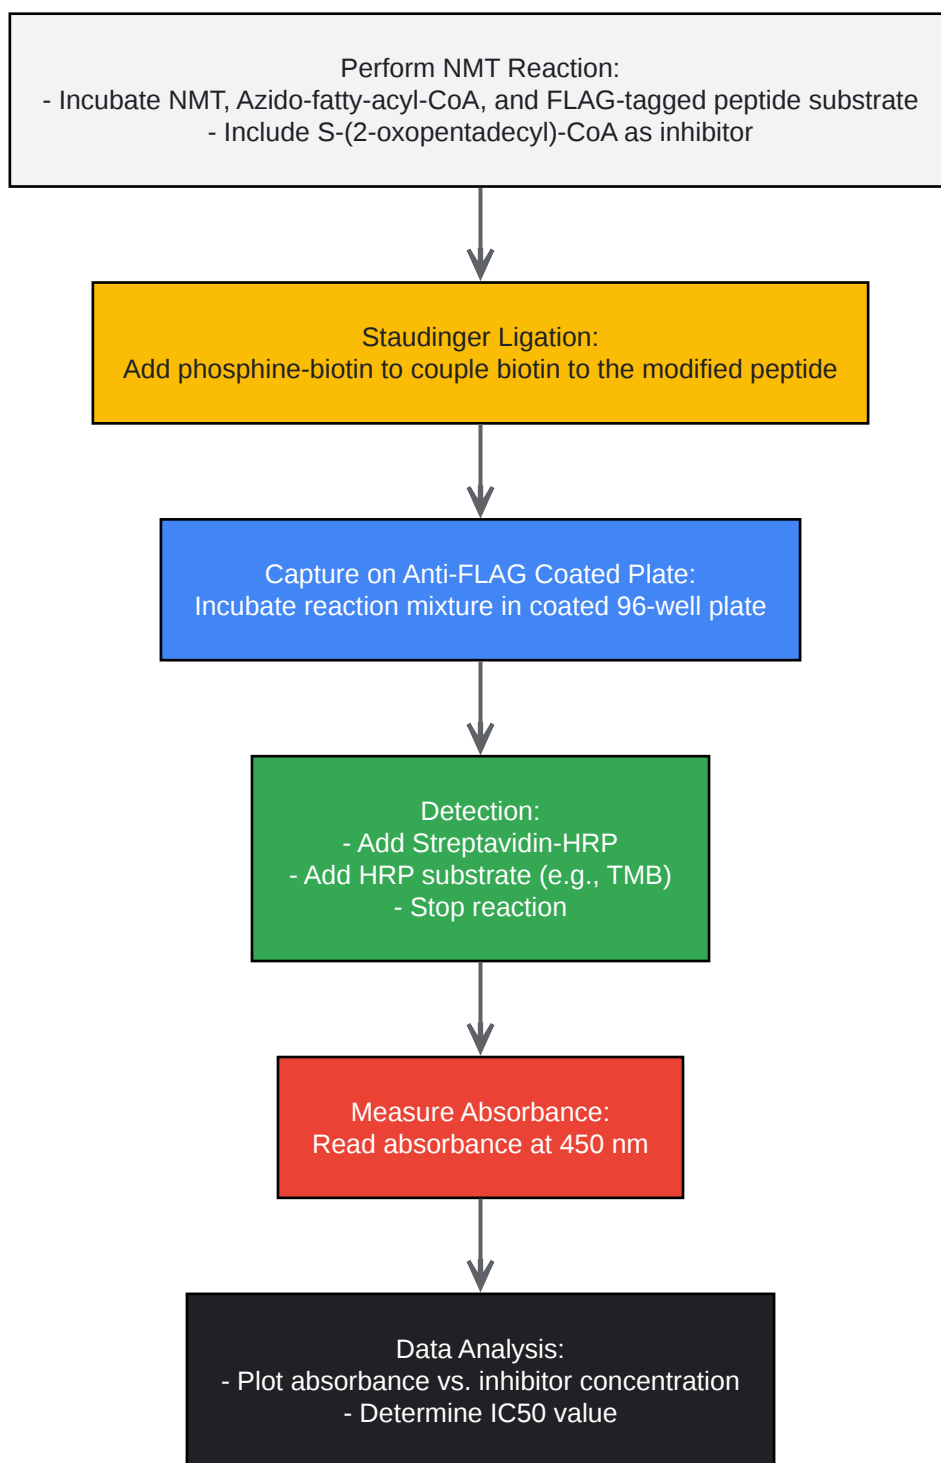 Perform NMT Reaction:
- Incubate NMT, Azido-fatty-acyl-CoA, and FLAG-tagged peptide substrate
- Include S-(2-oxopentadecyl)-CoA as inhibitor
Staudinger Ligation:
Add phosphine-biotin to couple biotin to the modified peptide
Capture on Anti-FLAG Coated Plate:
Incubate reaction mixture in coated 96-well plate
Detection:
- Add Streptavidin-HRP
- Add HRP substrate (e.g., TMB)
- Stop reaction
Measure Absorbance:
Read absorbance at 450 nm
Data Analysis:
- Plot absorbance vs. inhibitor concentration
- Determine IC50 value